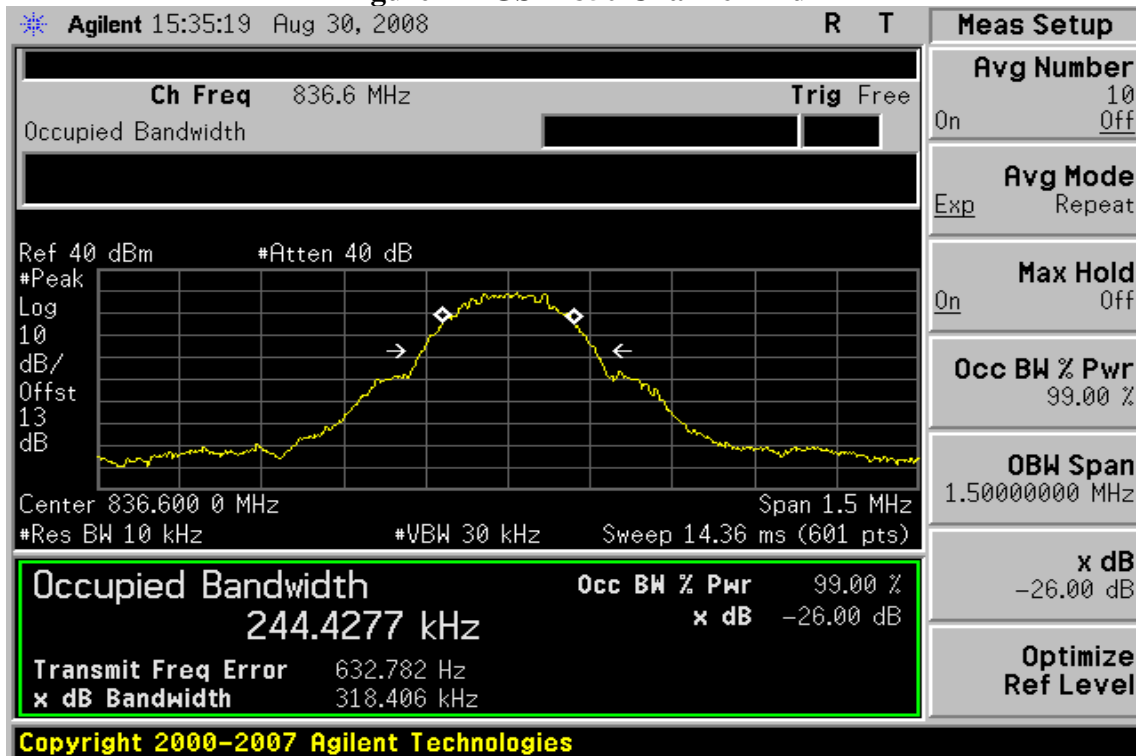 Agilent 15:35:19 Aug 30, 2008 R T
Ch Freq 836.6 MHz Trig Free
Occupied Bandwidth
Ref 40 dBm #Atten 40 dB
#Peak
Log
10
dB/
Offst
13
dB
Center 836.600 0 MHz Span 1.5 MHz
#Res BW 10 kHz #VBW 30 kHz Sweep 14.36 ms (601 pts)
Occupied Bandwidth
244.4277 kHz
Occ BW % Pwr 99.00 %
x dB -26.00 dB
Transmit Freq Error 632.782 Hz
x dB Bandwidth 318.406 kHz
Copyright 2000-2007 Agilent Technologies
Meas Setup
Avg Number
10
On Off
Avg Mode
Exp Repeat
Max Hold
On Off
Occ BW % Pwr
99.00 %
OBW Span
1.50000000 MHz
x dB
-26.00 dB
Optimize
Ref Level